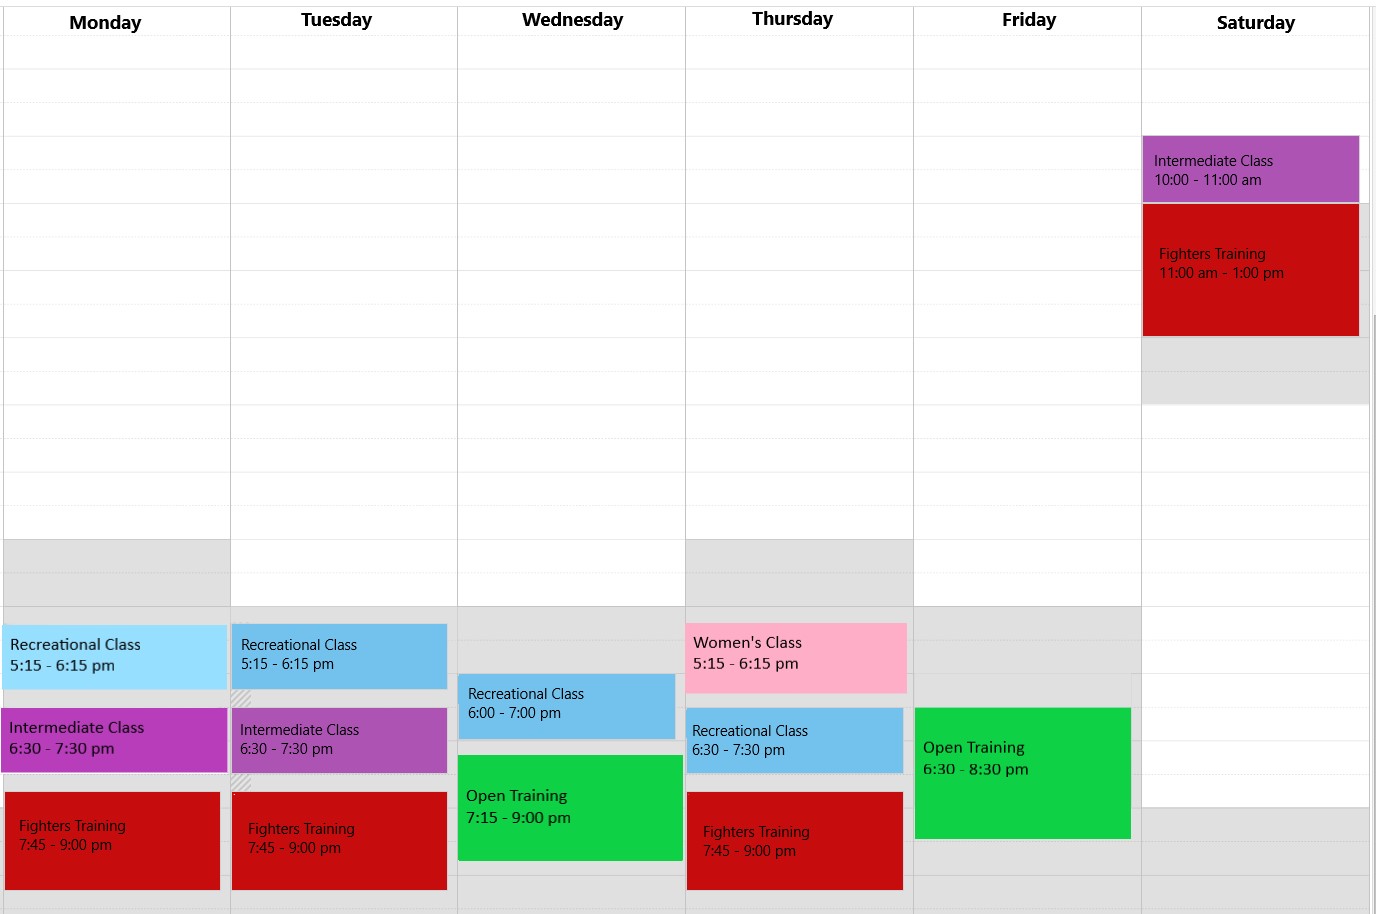 Monday
Tuesday
Wednesday
Thursday
Friday
Saturday
Intermediate Class
10:00 - 11:00 am
Fighters Training
11:00 am - 1:00 pm
Recreational Class
5:15 - 6:15 pm
Intermediate Class
6:30 - 7:30 pm
Fighters Training
7:45 - 9:00 pm
Recreational Class
5:15 - 6:15 pm
Intermediate Class
6:30 - 7:30 pm
Fighters Training
7:45 - 9:00 pm
Recreational Class
6:00 - 7:00 pm
Open Training
7:15 - 9:00 pm
Women's Class
5:15 - 6:15 pm
Recreational Class
6:30 - 7:30 pm
Fighters Training
7:45 - 9:00 pm
Open Training
6:30 - 8:30 pm